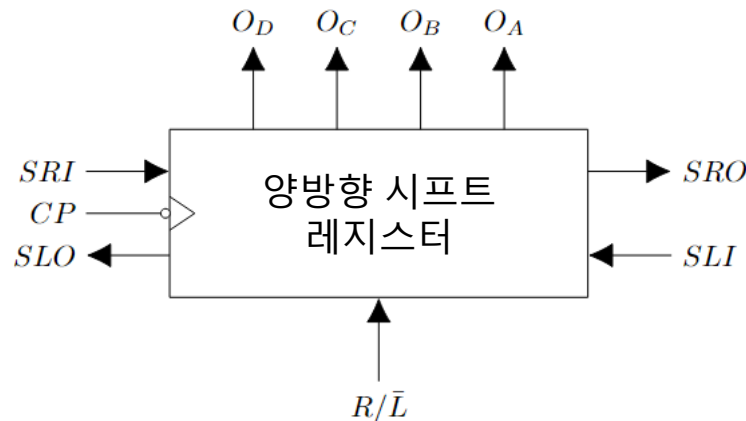 O_D O_C O_B O_A
SRI
양방향 시프트
SRO
CP
레지스터
SLO
SLI
R/L̄